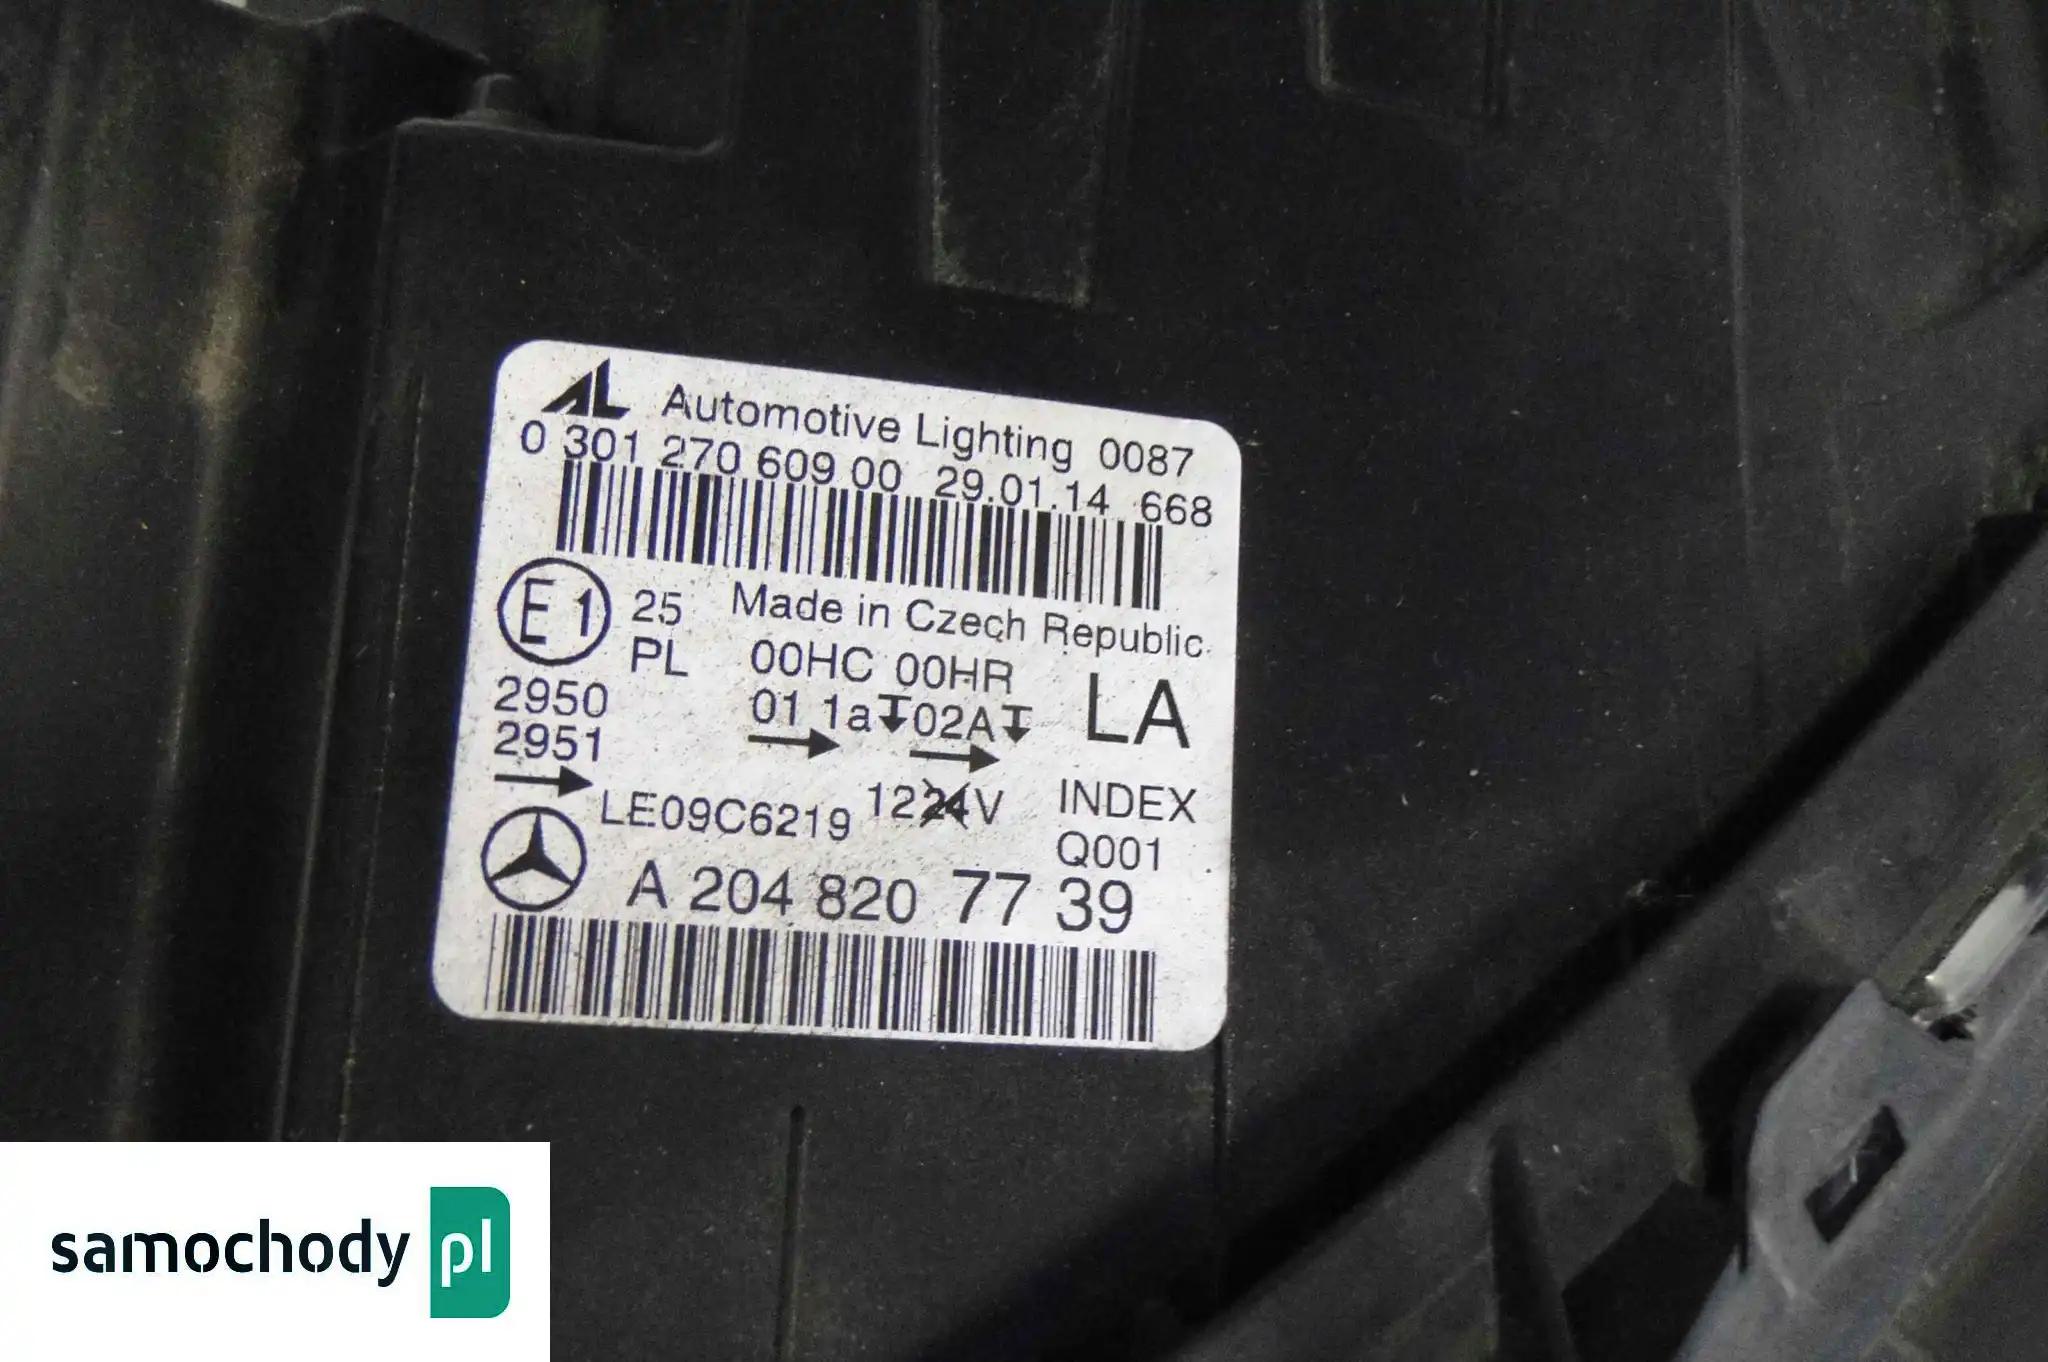 AL Automotive Lighting 0087
0 301 270 609 00 29.01.14 668
E1 25 Made in Czech Republic
PL 00HC 00HR
2950 01 1a 02A LA
2951
LE09C6219 1224V INDEX
Q001
A 204 820 77 39
samochody pl